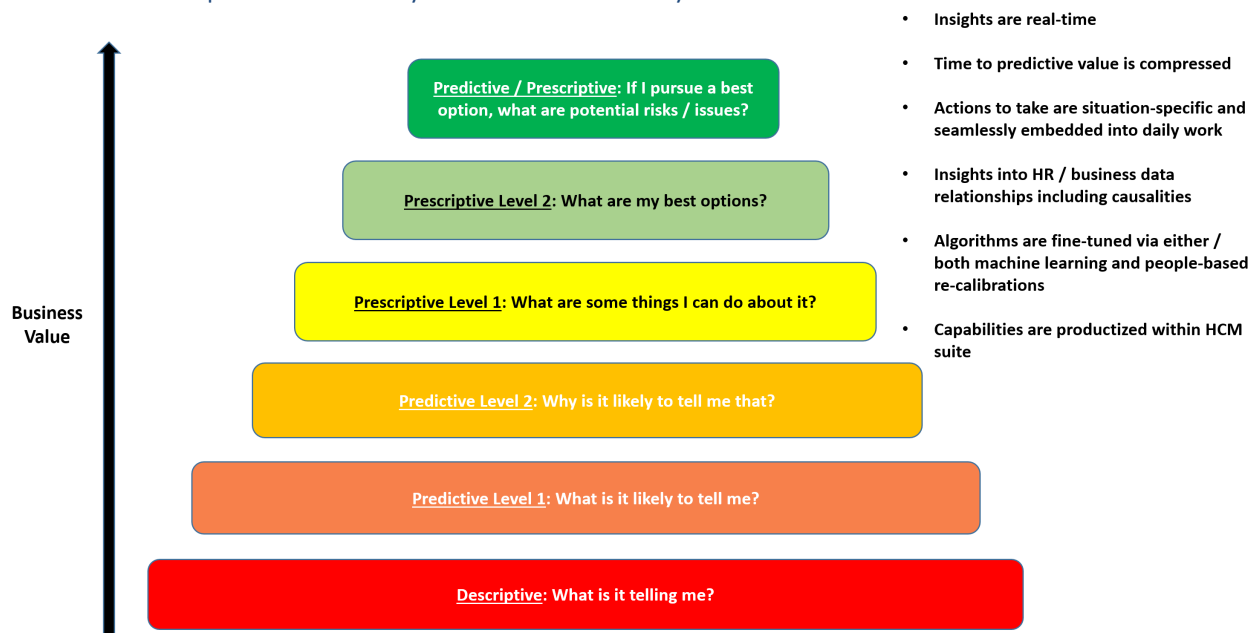 Insights are real-time
Time to predictive value is compressed
Actions to take are situation-specific and
seamlessly embedded into daily work
Insights into HR / business data
relationships including causalities
Algorithms are fine-tuned via either /
both machine learning and people-based
re-calibrations
Capabilities are productized within HCM
suite
Predictive / Prescriptive: If I pursue a best
option, what are potential risks / issues?
Prescriptive Level 2: What are my best options?
Prescriptive Level 1: What are some things I can do about it?
Business
Value
Predictive Level 2: Why is it likely to tell me that?
Predictive Level 1: What is it likely to tell me?
Descriptive: What is it telling me?